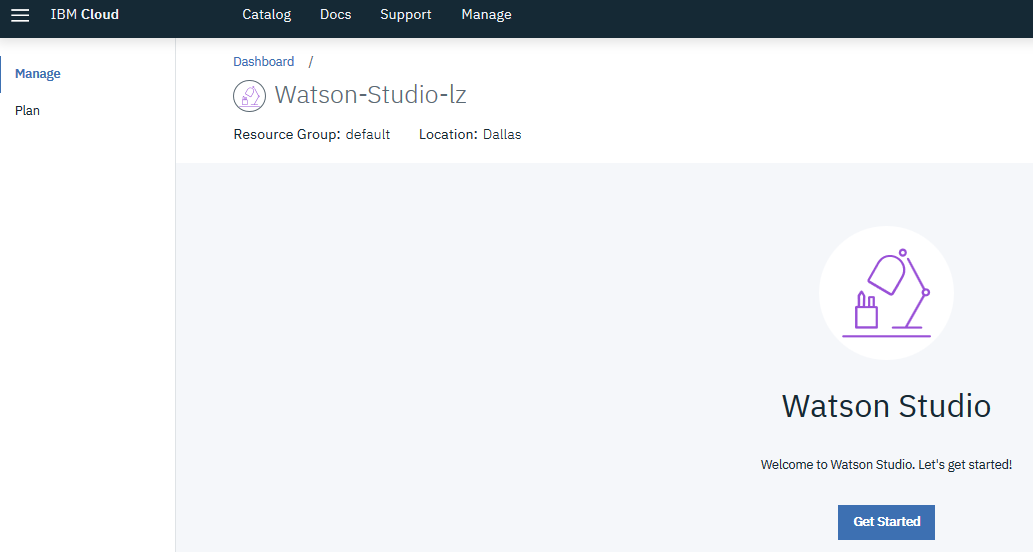 IBM Cloud Catalog Docs Support Manage
Manage
Plan
Dashboard /
Watson-Studio-lz
Resource Group: default Location: Dallas
Watson Studio
Welcome to Watson Studio. Let's get started!
Get Started